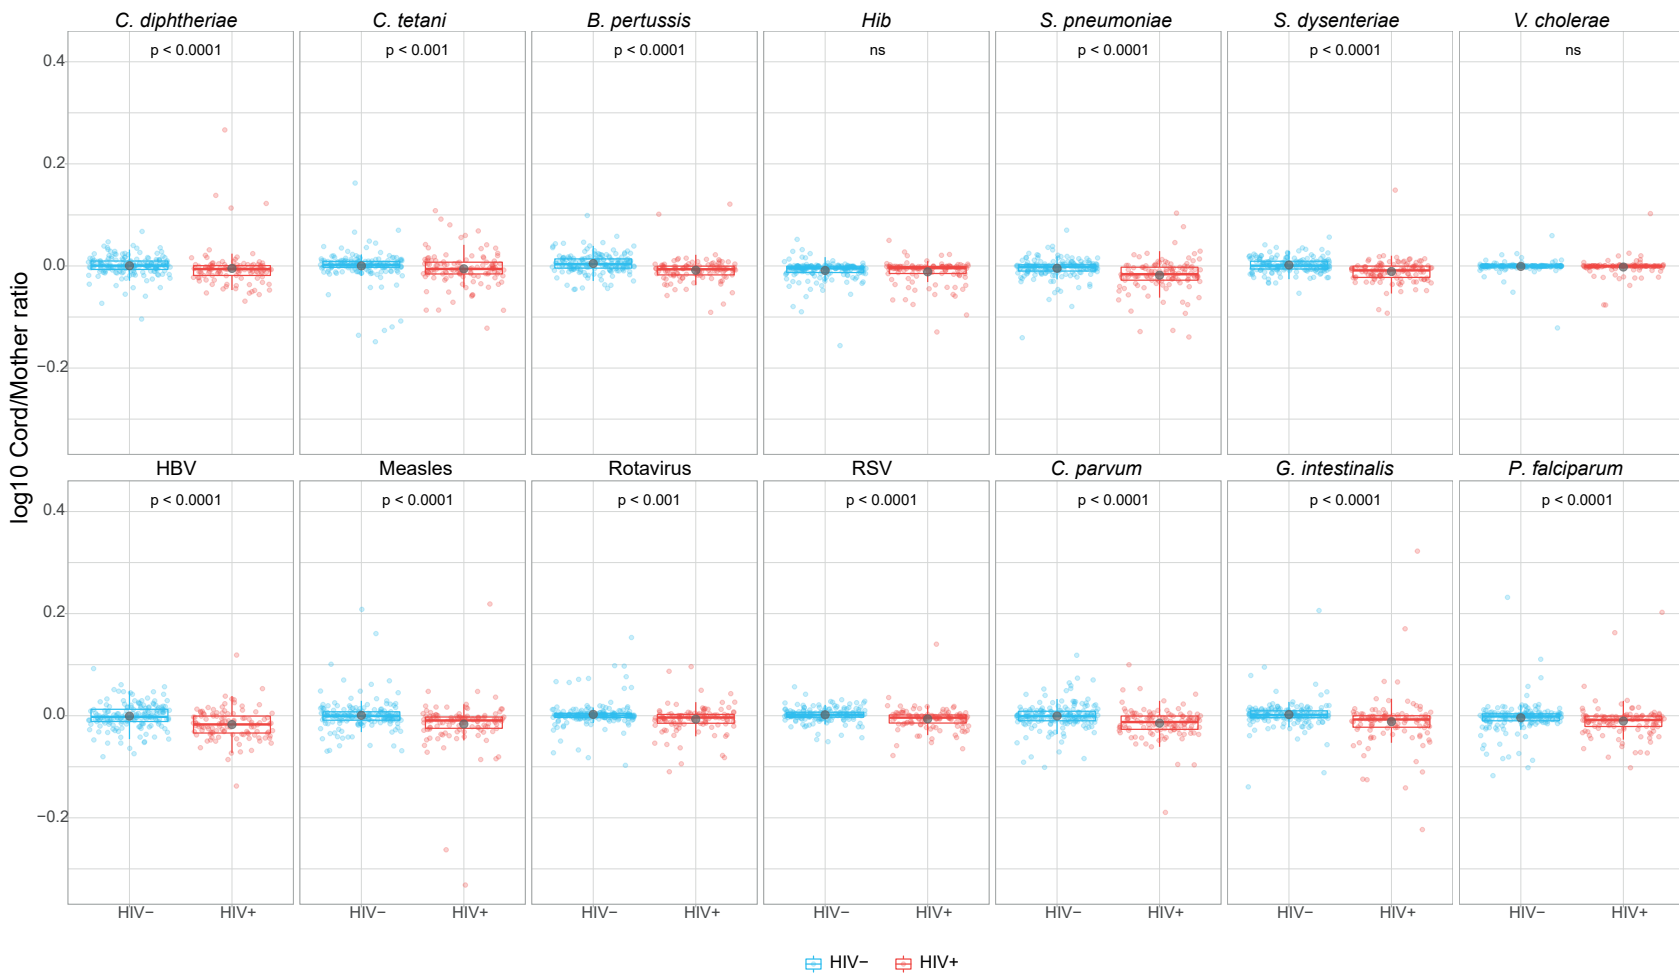 C. diphtheriae C. tetani B. pertussis Hib S. pneumoniae S. dysenteriae V. cholerae
p < 0.0001 p < 0.001 p < 0.0001 ns p < 0.0001 p < 0.0001 ns
0.4
0.2
0.0
−0.2
log10 Cord/Mother ratio
HBV Measles Rotavirus RSV C. parvum G. intestinalis P. falciparum
p < 0.0001 p < 0.0001 p < 0.001 p < 0.0001 p < 0.0001 p < 0.0001 p < 0.0001
0.4
0.2
0.0
−0.2
HIV− HIV+ HIV− HIV+ HIV− HIV+ HIV− HIV+ HIV− HIV+ HIV− HIV+ HIV− HIV+
HIV− HIV+